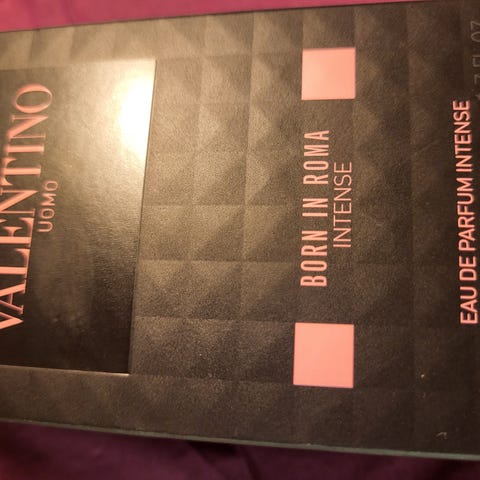 VALENTINO
UOMO
BORN IN ROMA
INTENSE
EAU DE PARFUM INTENSE